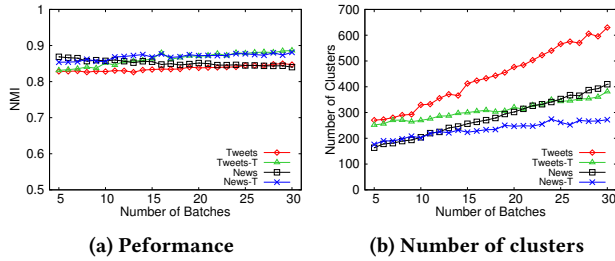 NMI
1
0.9
0.8
0.7
0.6
0.5
5 10 15 20 25 30
Number of Batches
Tweets
Tweets-T
News
News-T
(a) Peformance
Number of Clusters
700
600
500
400
300
200
100
0
5 10 15 20 25 30
Number of Batches
Tweets
Tweets-T
News
News-T
(b) Number of clusters